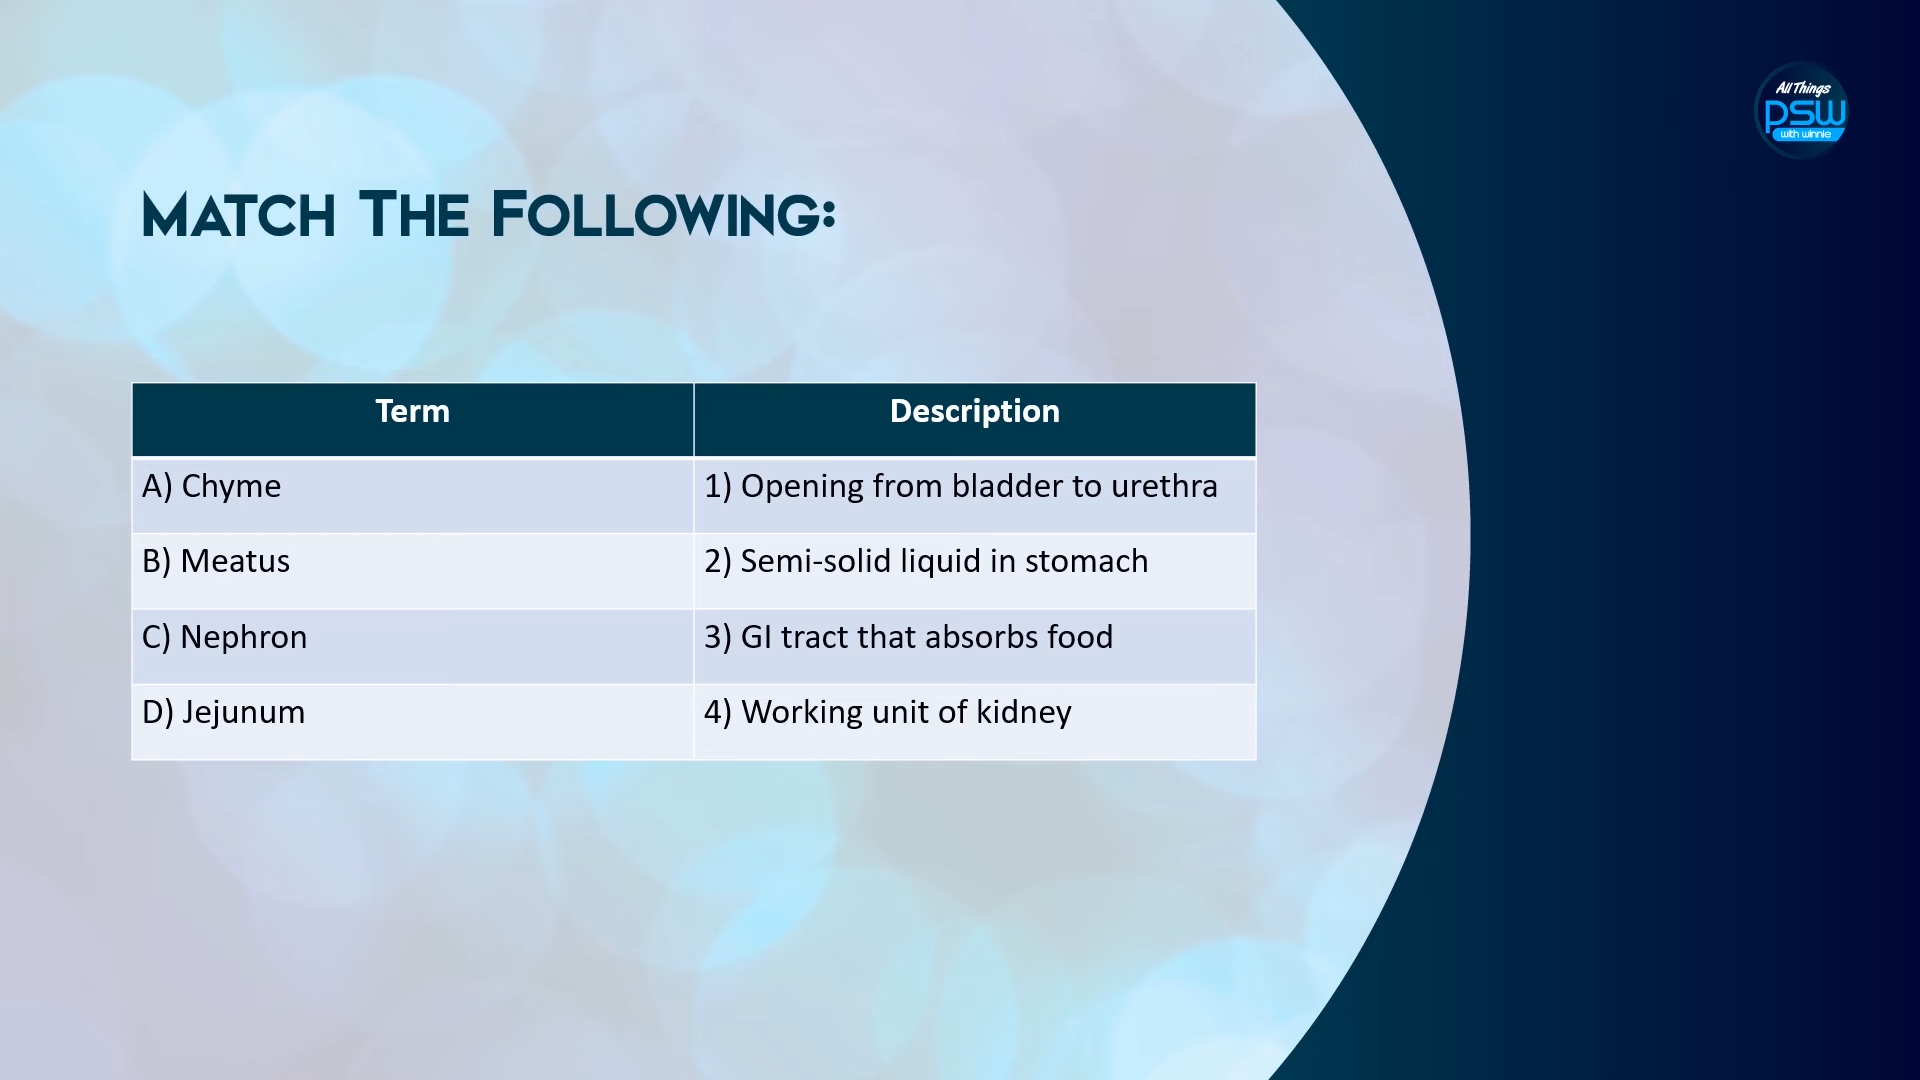 All Things
PSW
with winnie
Match The Following:
Term Description
A) Chyme 1) Opening from bladder to urethra
B) Meatus 2) Semi-solid liquid in stomach
C) Nephron 3) GI tract that absorbs food
D) Jejunum 4) Working unit of kidney